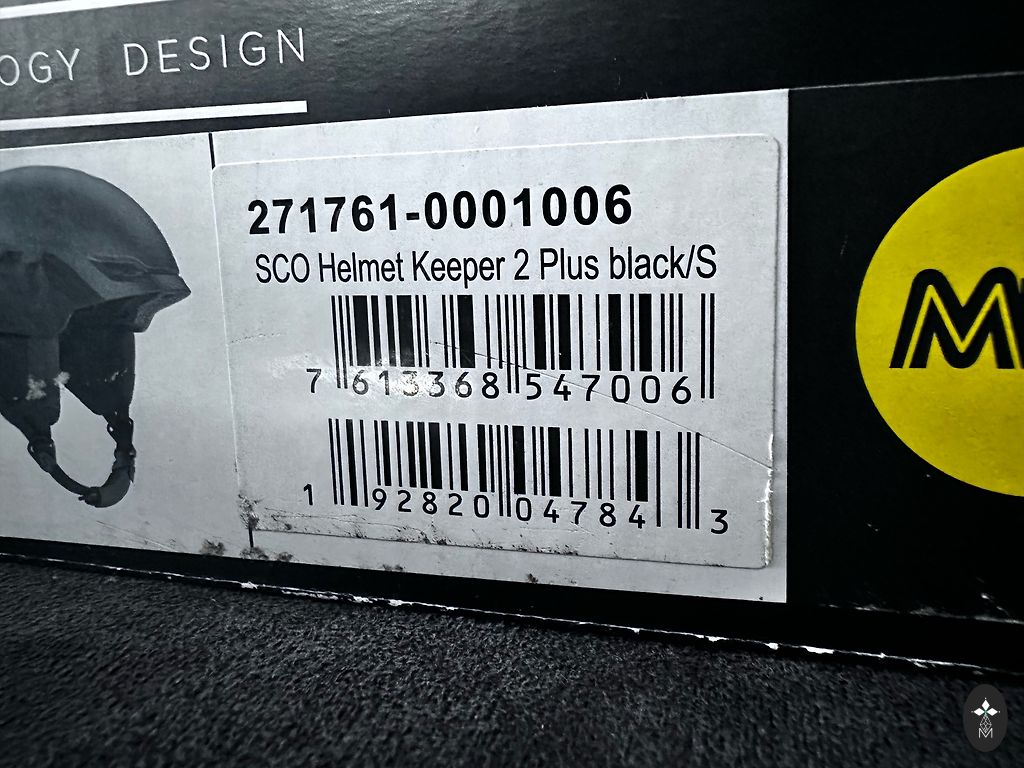 OGY DESIGN
271761-0001006
SCO Helmet Keeper 2 Plus black/S
7 613368 547006
1 92820 04784 3
M